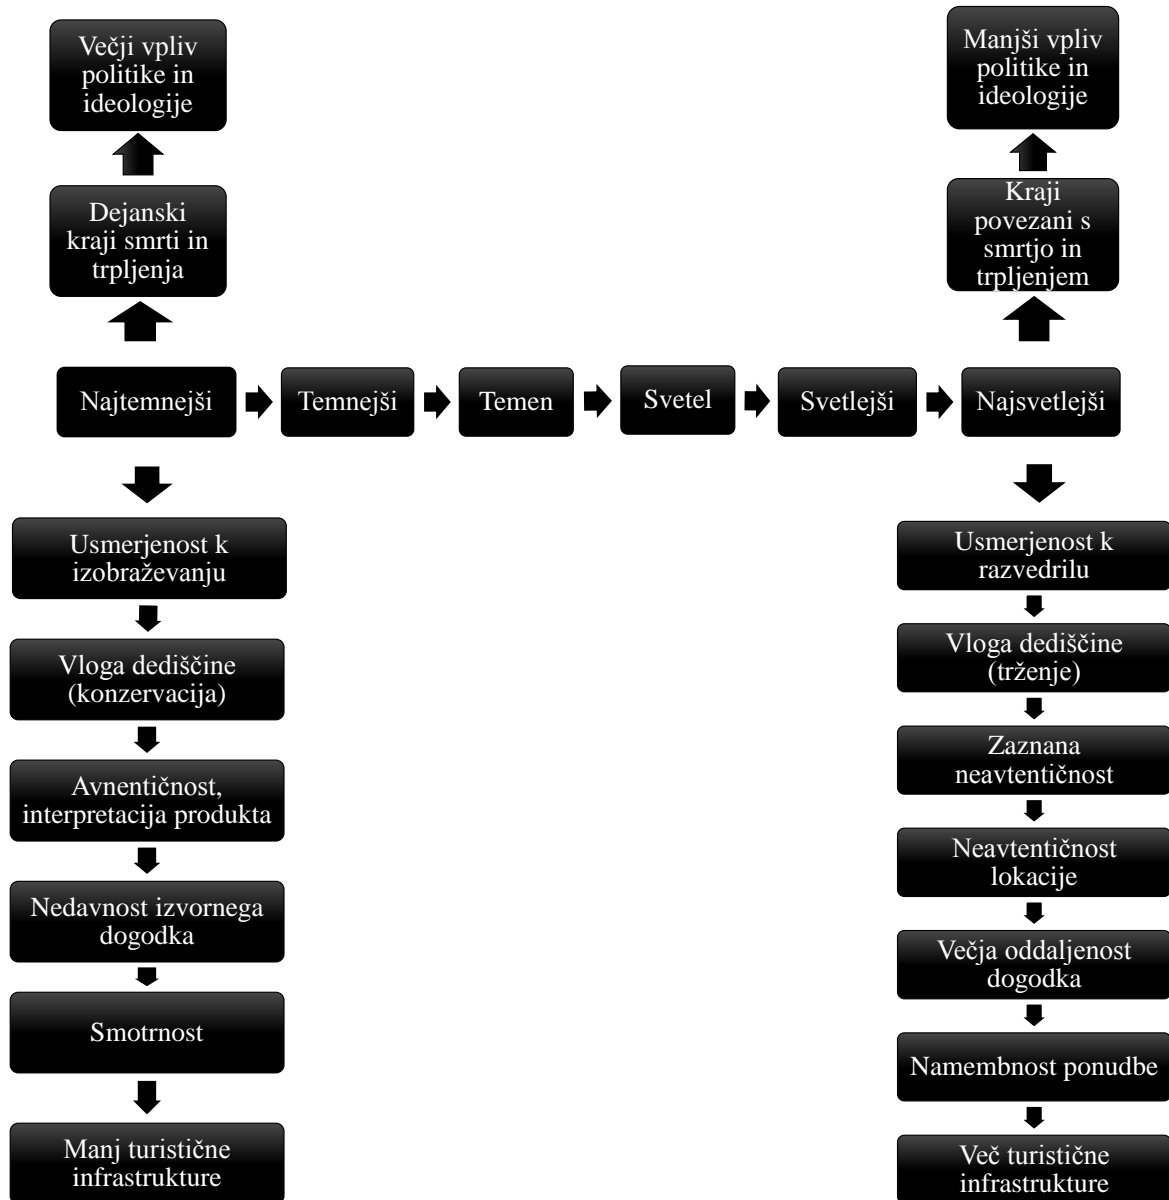 Večji vpliv
politike in
ideologije
Manjši vpliv
politike in
ideologije
Dejanski
kraji smrti in
trpljenja
Kraji
povezani s
smrtjo in
trpljenjem
Najtemnejši
Temnejši
Temen
Svetel
Svetlejši
Najsvetlejši
Usmerjenost k
izobraževanju
Vloga dediščine
(konzervacija)
Avnentičnost,
interpretacija produkta
Nedavnost izvornega
dogodka
Smotrnost
Manj turistične
infrastrukture
Usmerjenost k
razvedrilu
Vloga dediščine
(trženje)
Zaznana
neavtentičnost
Neavtentičnost
lokacije
Večja oddaljenost
dogodka
Namembnost ponudbe
Več turistične
infrastrukture